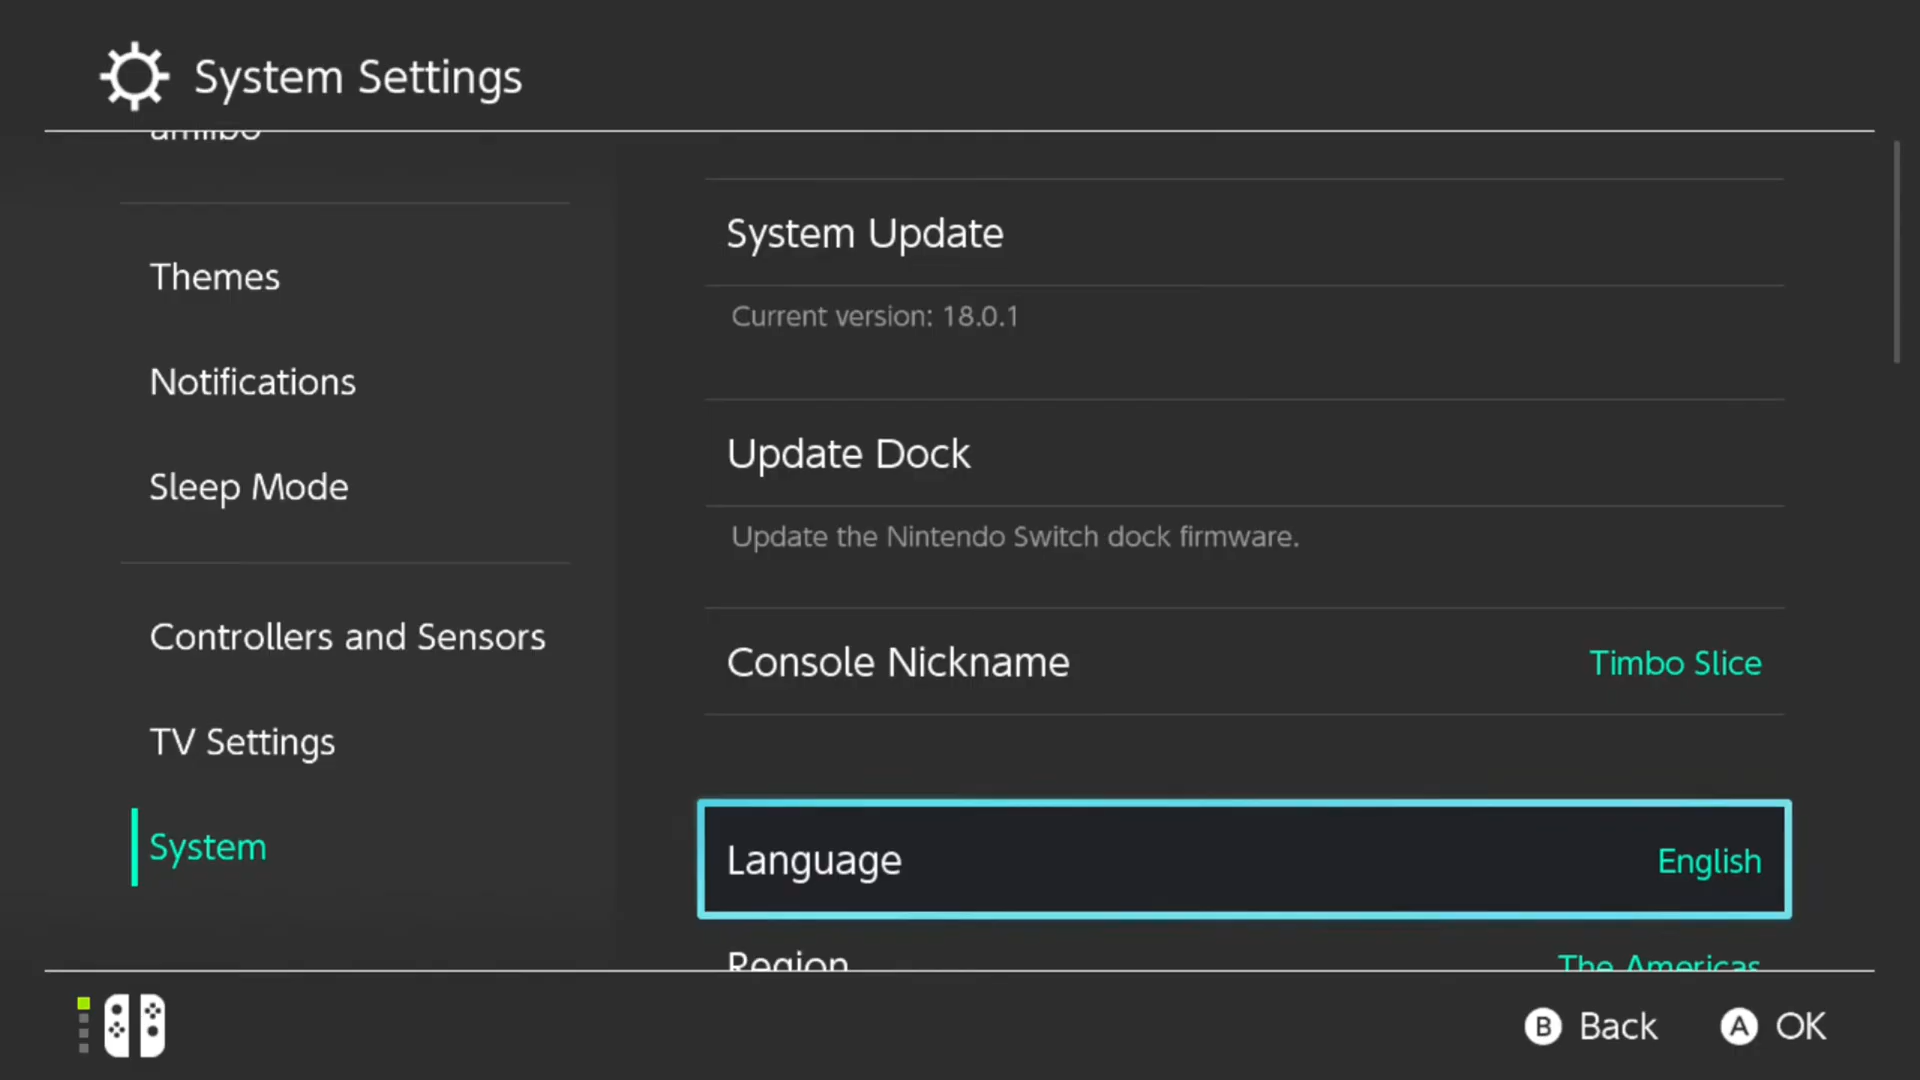 System Settings
amiibo
Themes
Notifications
Sleep Mode
Controllers and Sensors
TV Settings
System
System Update
Current version: 18.0.1
Update Dock
Update the Nintendo Switch dock firmware.
Console Nickname Timbo Slice
Language English
Region The Americas
B Back A OK